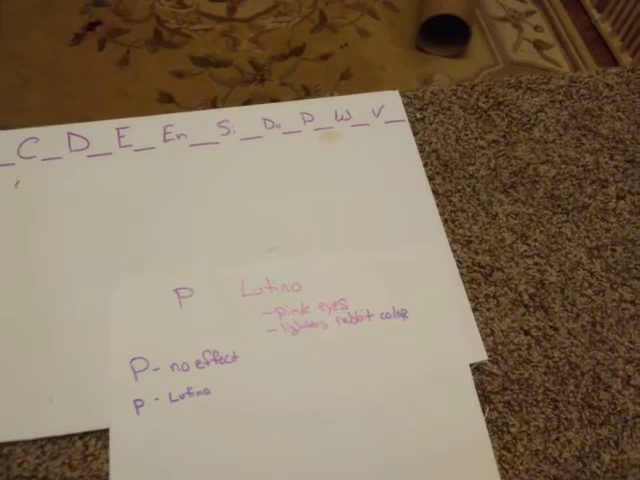 _C_D_E_En_Si_Du_P_W_V_
P Lutino
- pink eyes
- lightens rabbit color
P - no effect
p - Lutino